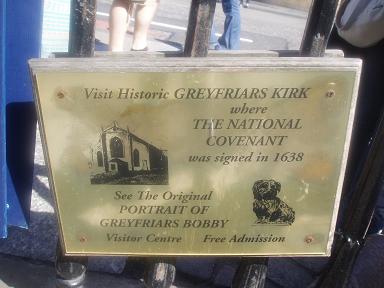 Visit Historic GREYFRIARS KIRK
where
THE NATIONAL
COVENANT
was signed in 1638
See The Original
PORTRAIT OF
GREYFRIARS BOBBY
Visitor Centre Free Admission